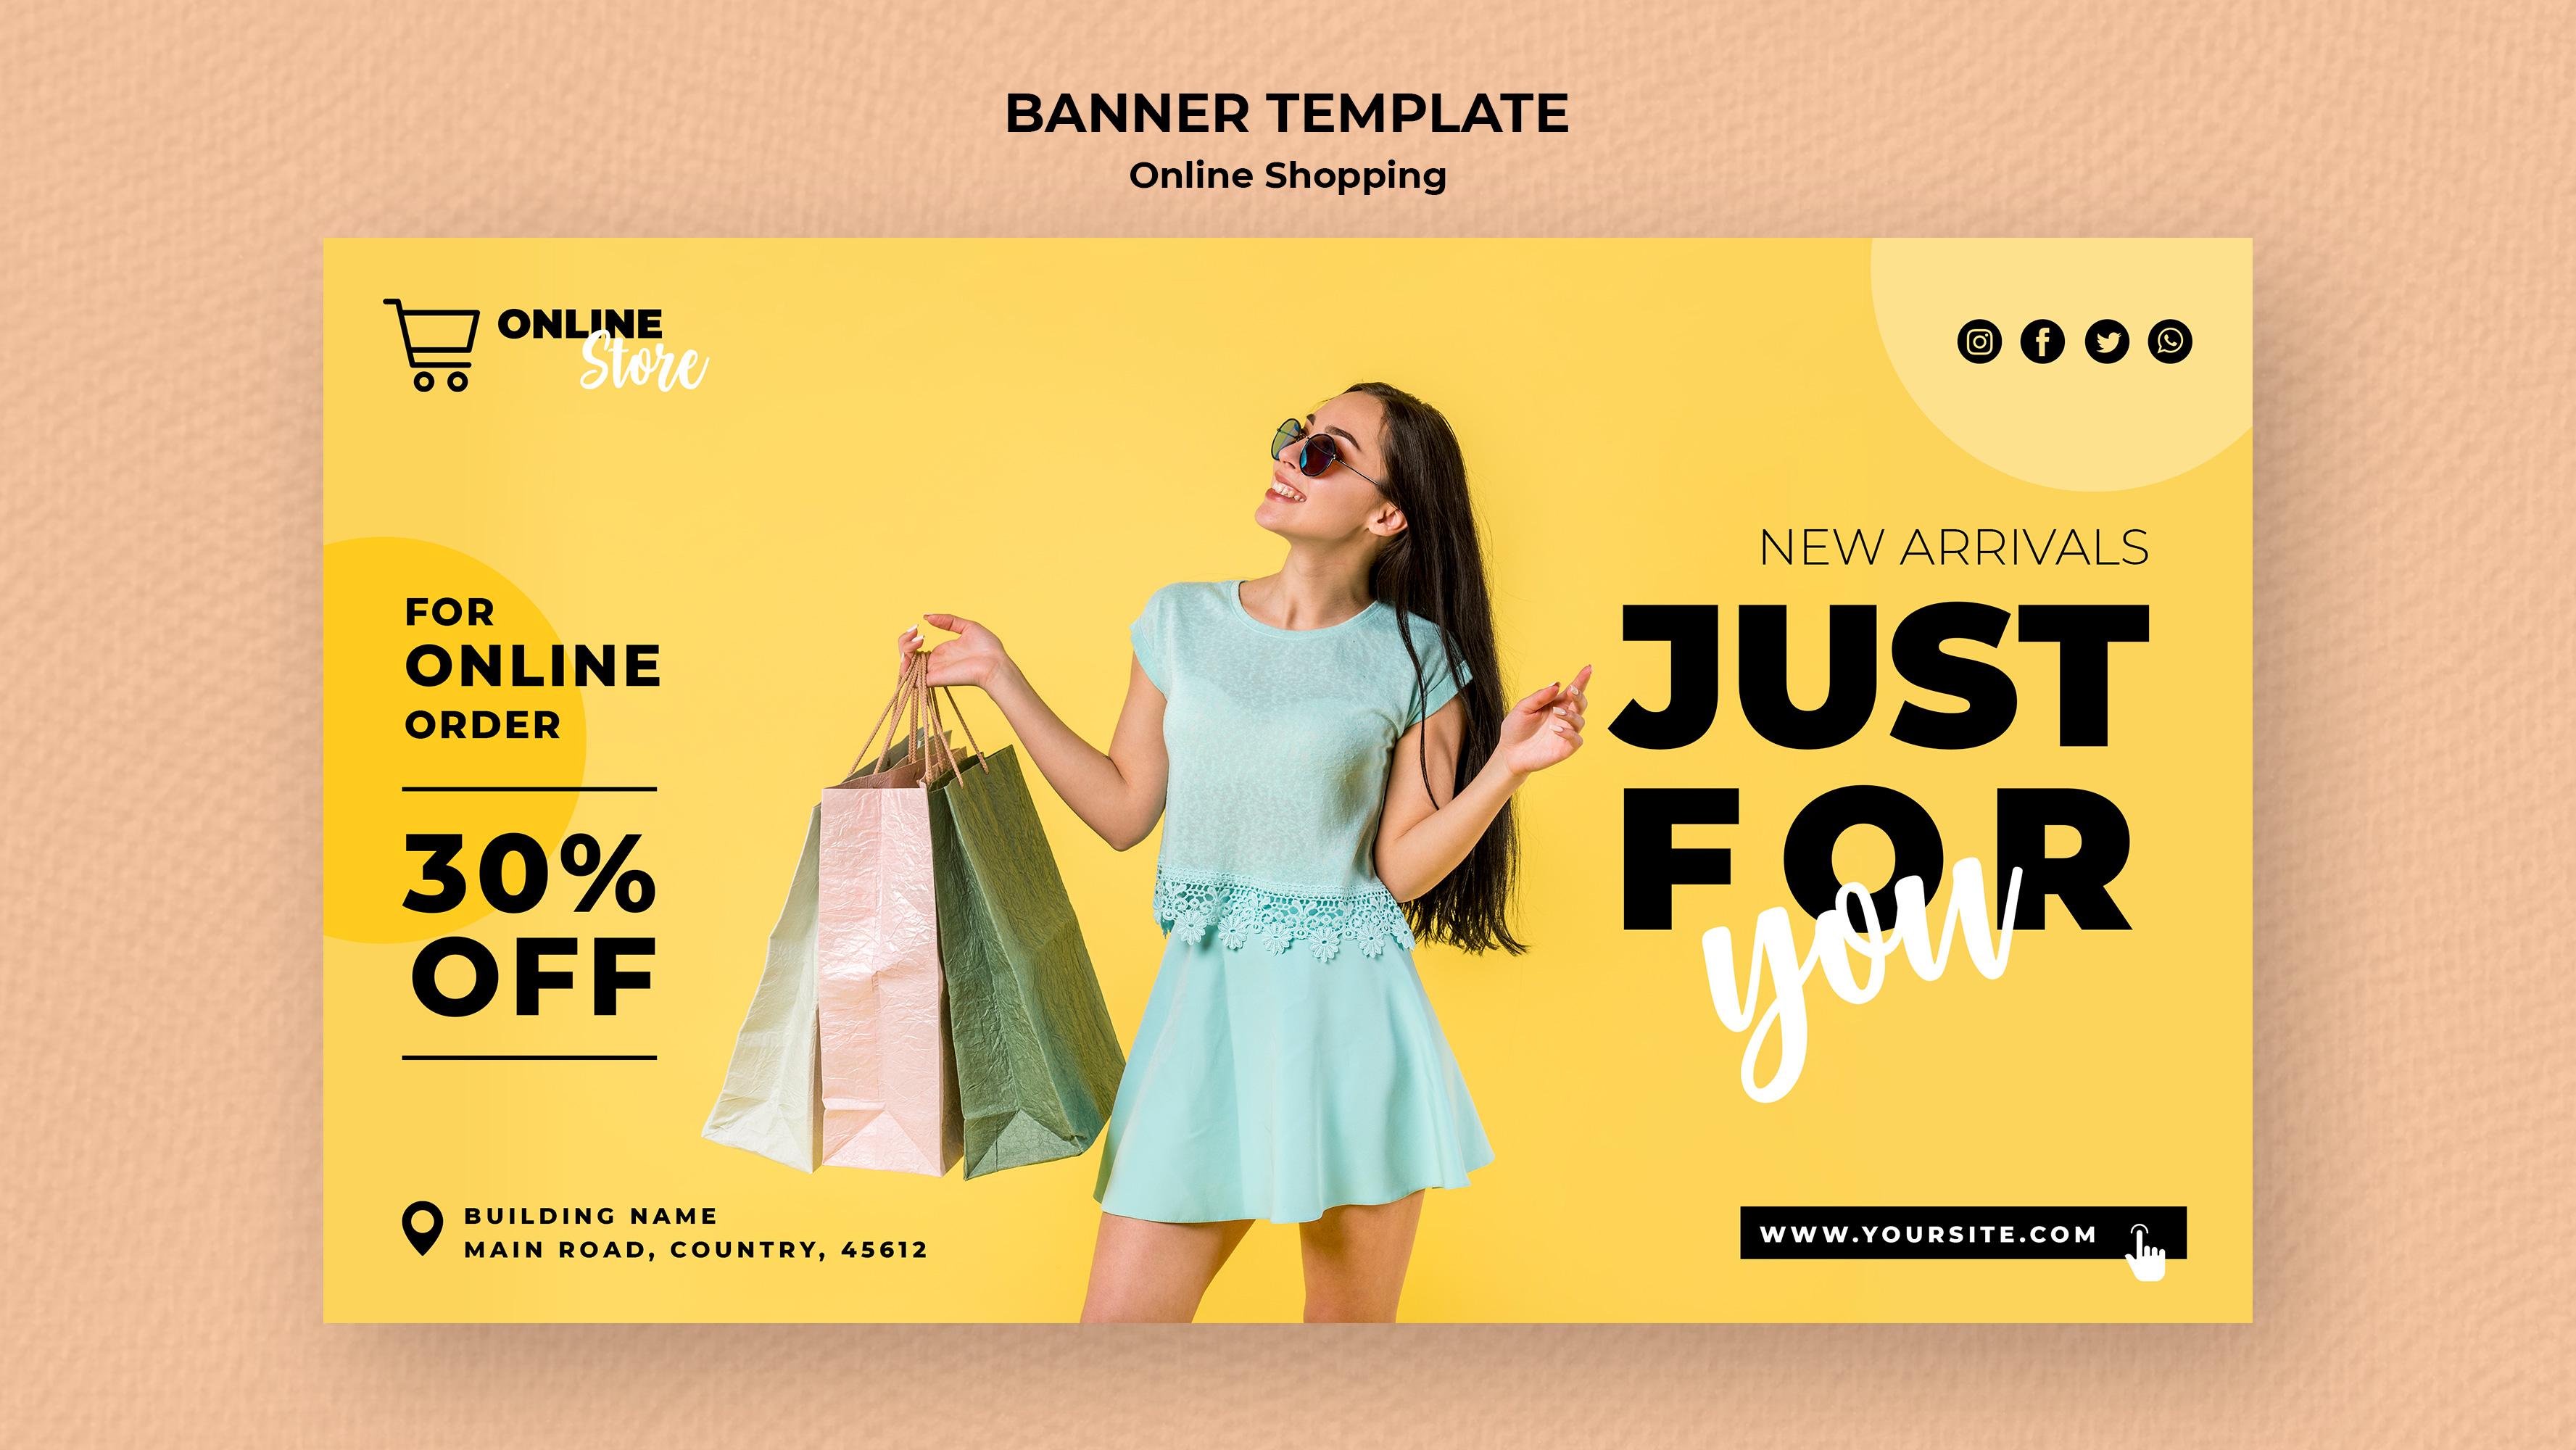 BANNER TEMPLATE
Online Shopping
ONLINE
Store
FOR
ONLINE
ORDER
30%
OFF
NEW ARRIVALS
JUST
FOR
you
BUILDING NAME
MAIN ROAD, COUNTRY, 45612
WWW.YOURSITE.COM